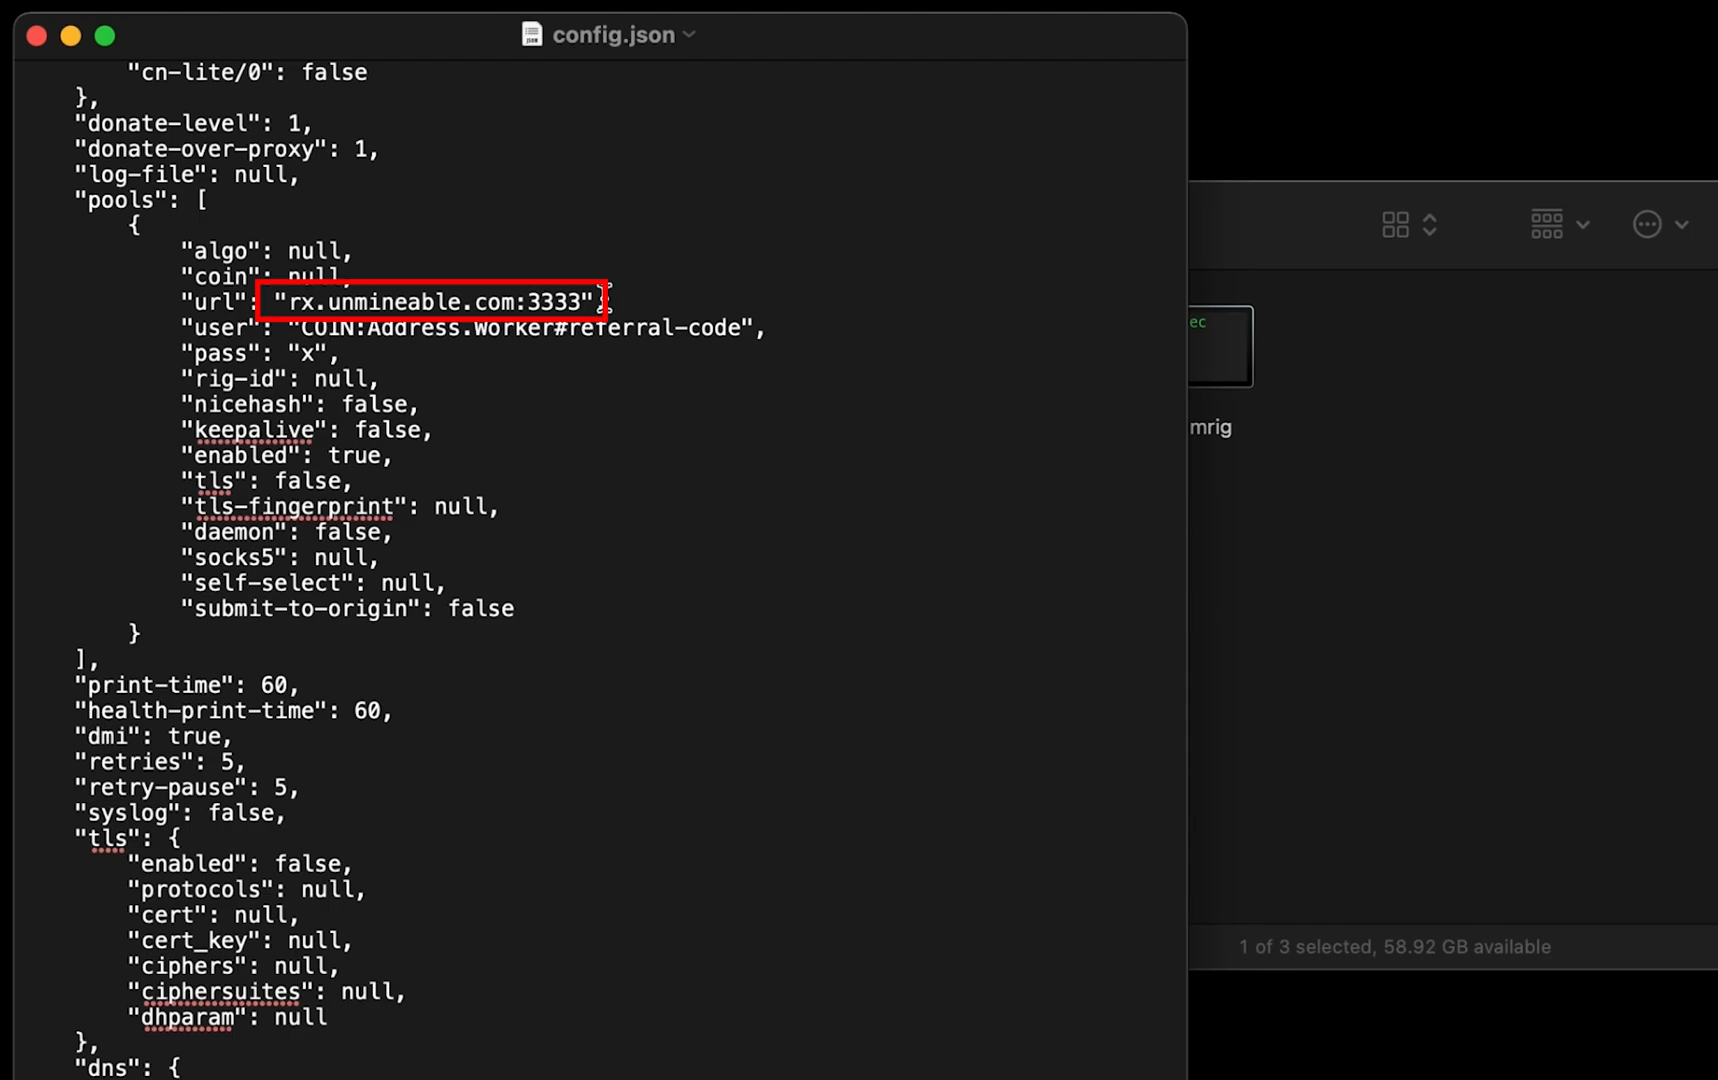 config.json
"cn-lite/0": false
},
"donate-level": 1,
"donate-over-proxy": 1,
"log-file": null,
"pools": [
{
"algo": null,
"coin": null,
"url": "rx.unmineable.com:3333",
"user": "COIN:Address.Worker#referral-code",
"pass": "x",
"rig-id": null,
"nicehash": false,
"keepalive": false,
"enabled": true,
"tls": false,
"tls-fingerprint": null,
"daemon": false,
"socks5": null,
"self-select": null,
"submit-to-origin": false
}
],
"print-time": 60,
"health-print-time": 60,
"dmi": true,
"retries": 5,
"retry-pause": 5,
"syslog": false,
"tls": {
"enabled": false,
"protocols": null,
"cert": null,
"cert_key": null,
"ciphers": null,
"ciphersuites": null,
"dhparam": null
},
"dns": {
ec
mrig
1 of 3 selected, 58.92 GB available